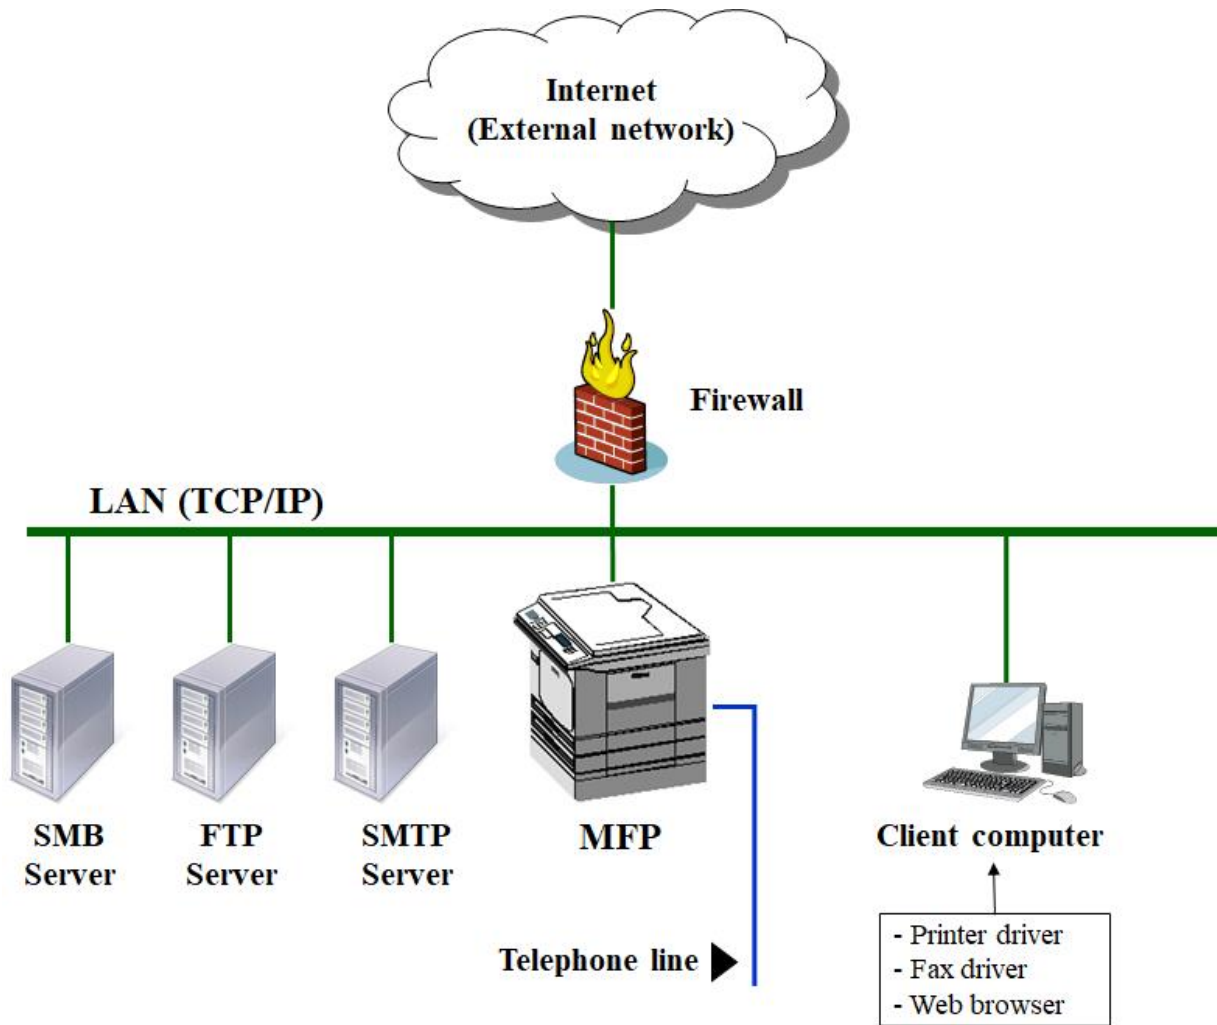 Internet
(External network)
Firewall
LAN (TCP/IP)
SMB
Server
FTP
Server
SMTP
Server
MFP
Client computer
Telephone line
- Printer driver
- Fax driver
- Web browser